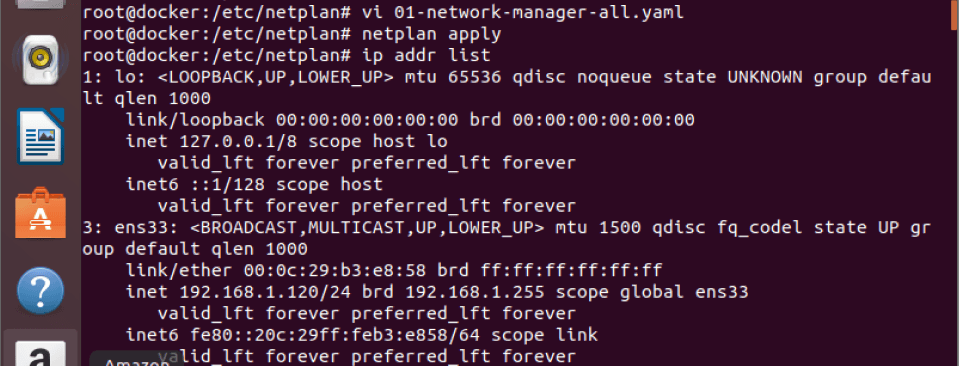 root@docker:/etc/netplan# vi 01-network-manager-all.yaml
root@docker:/etc/netplan# netplan apply
root@docker:/etc/netplan# ip addr list
1: lo: <LOOPBACK,UP,LOWER_UP> mtu 65536 qdisc noqueue state UNKNOWN group defau
lt qlen 1000
    link/loopback 00:00:00:00:00:00 brd 00:00:00:00:00:00
    inet 127.0.0.1/8 scope host lo
       valid_lft forever preferred_lft forever
    inet6 ::1/128 scope host
       valid_lft forever preferred_lft forever
3: ens33: <BROADCAST,MULTICAST,UP,LOWER_UP> mtu 1500 qdisc fq_codel state UP gr
oup default qlen 1000
    link/ether 00:0c:29:b3:e8:58 brd ff:ff:ff:ff:ff:ff
    inet 192.168.1.120/24 brd 192.168.1.255 scope global ens33
       valid_lft forever preferred_lft forever
    inet6 fe80::20c:29ff:feb3:e858/64 scope link
       valid_lft forever preferred_lft forever
Amazon